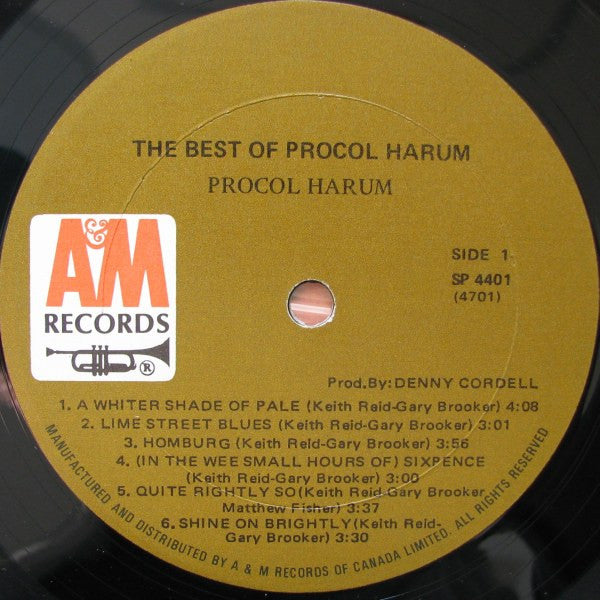 THE BEST OF PROCOL HARUM
PROCOL HARUM
A&M
RECORDS
®
SIDE 1
SP 4401
(4701)
Prod.By: DENNY CORDELL
1. A WHITER SHADE OF PALE (Keith Reid-Gary Brooker) 4:08
2. LIME STREET BLUES (Keith Reid-Gary Brooker) 3:01
3. HOMBURG (Keith Reid-Gary Brooker) 3:56
4. (IN THE WEE SMALL HOURS OF) SIXPENCE
(Keith Reid-Gary Brooker) 3:00
5. QUITE RIGHTLY SO(Keith Reid-Gary Brooker
Matthew Fisher) 3:37
6. SHINE ON BRIGHTLY(Keith Reid-
Gary Brooker) 3:30
MANUFACTURED AND DISTRIBUTED BY A & M RECORDS OF CANADA LIMITED. ALL RIGHTS RESERVED